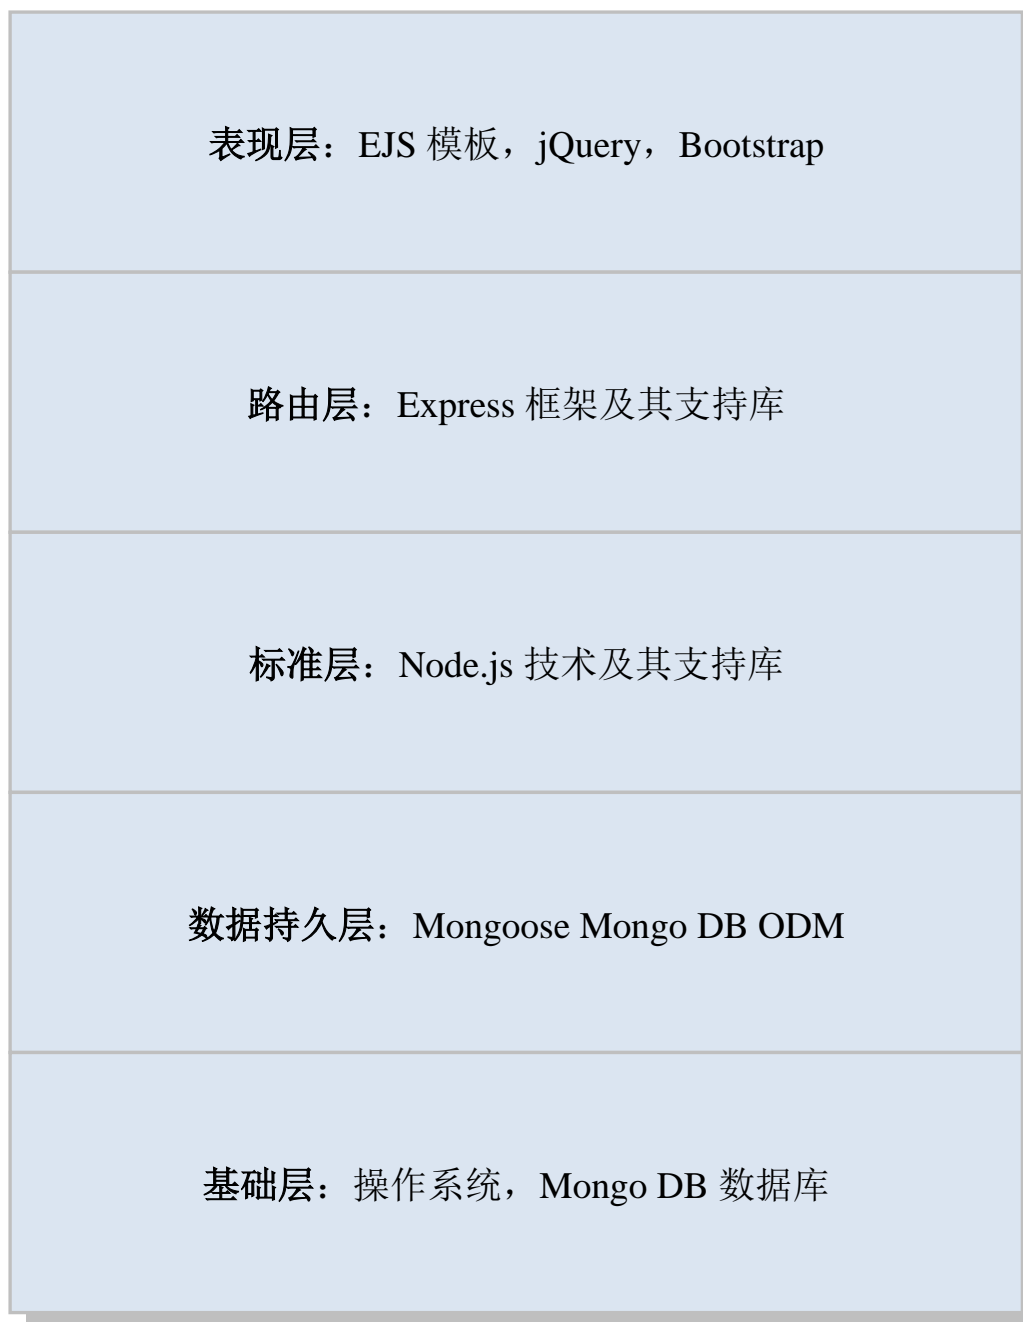 表现层：EJS 模板，jQuery，Bootstrap
路由层：Express 框架及其支持库
标准层：Node.js 技术及其支持库
数据持久层：Mongoose Mongo DB ODM
基础层：操作系统，Mongo DB 数据库